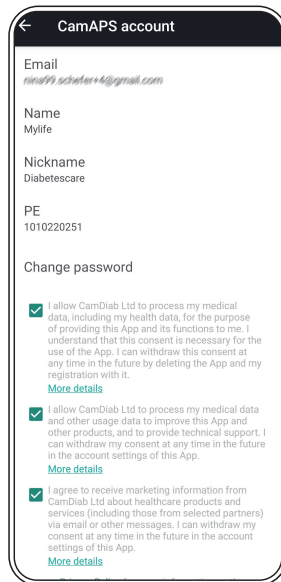 CamAPS account
Email
Name
Mylife
Nickname
Diabetescare
PE
1010220251
Change password
I allow CamDiab Ltd to process my medical
data, including my health data, for the purpose
of providing this App and its functions to me. I
understand that this consent is necessary for the
use of the App. I can withdraw this consent at
any time in the future by deleting the App and my
registration with it.
More details
I allow CamDiab Ltd to process my medical data
and other usage data to improve this App and
other products, and to provide technical support. I
can withdraw my consent at any time in the future
in the account settings of this App.
More details
I agree to receive marketing information from
CamDiab Ltd about healthcare products and
services (including those from selected partners)
via email or other messages. I can withdraw my
consent at any time in the future in the account
settings of this App.
More details